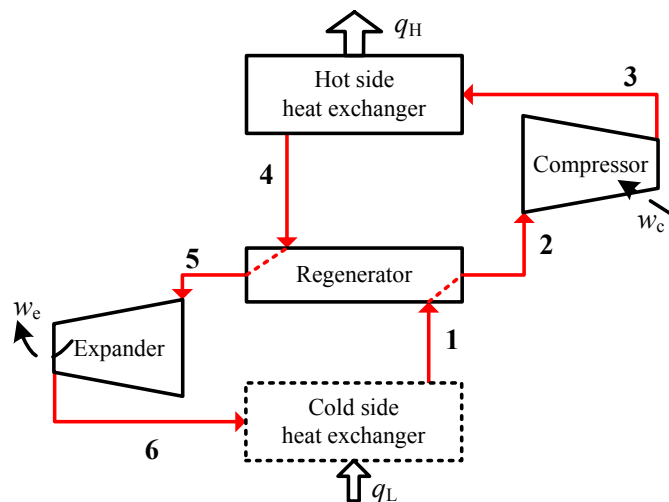 qH
Hot side
heat exchanger
3
Compressor
wc
4
2
5
Regenerator
we
Expander
1
Cold side
heat exchanger
6
qL